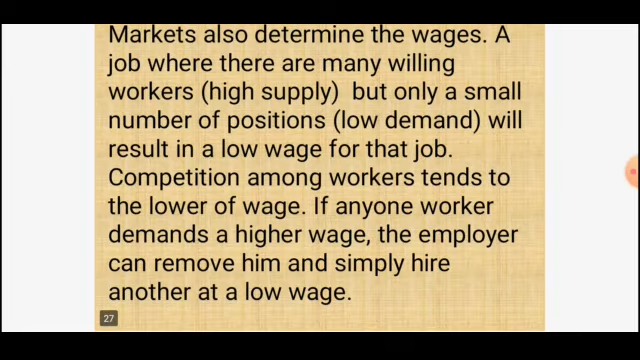 Markets also determine the wages. A
job where there are many willing
workers (high supply)  but only a small
number of positions (low demand) will
result in a low wage for that job.
Competition among workers tends to
the lower of wage. If anyone worker
demands a higher wage, the employer
can remove him and simply hire
another at a low wage.
27